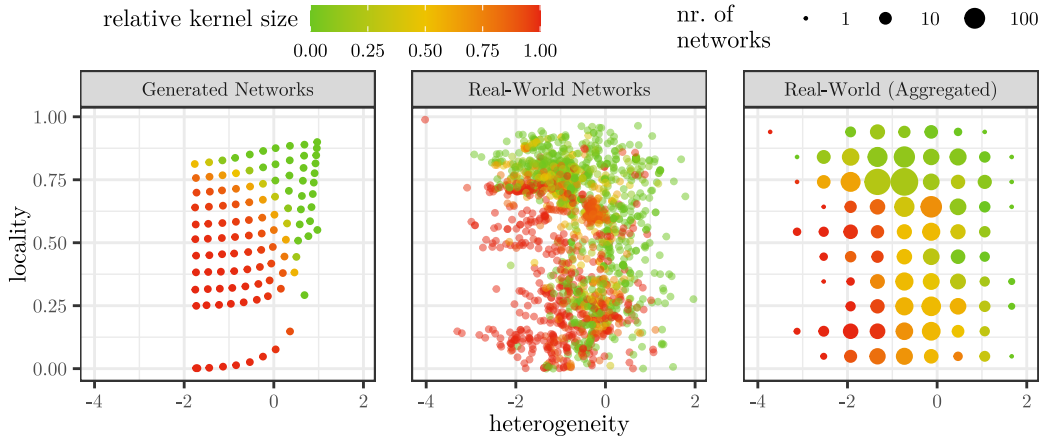 relative kernel size
0.00 0.25 0.50 0.75 1.00
nr. of
networks
1 10 100
Generated Networks
Real-World Networks
Real-World (Aggregated)
locality
1.00
0.75
0.50
0.25
0.00
-4 -2 0 2
-4 -2 0 2
-4 -2 0 2
heterogeneity